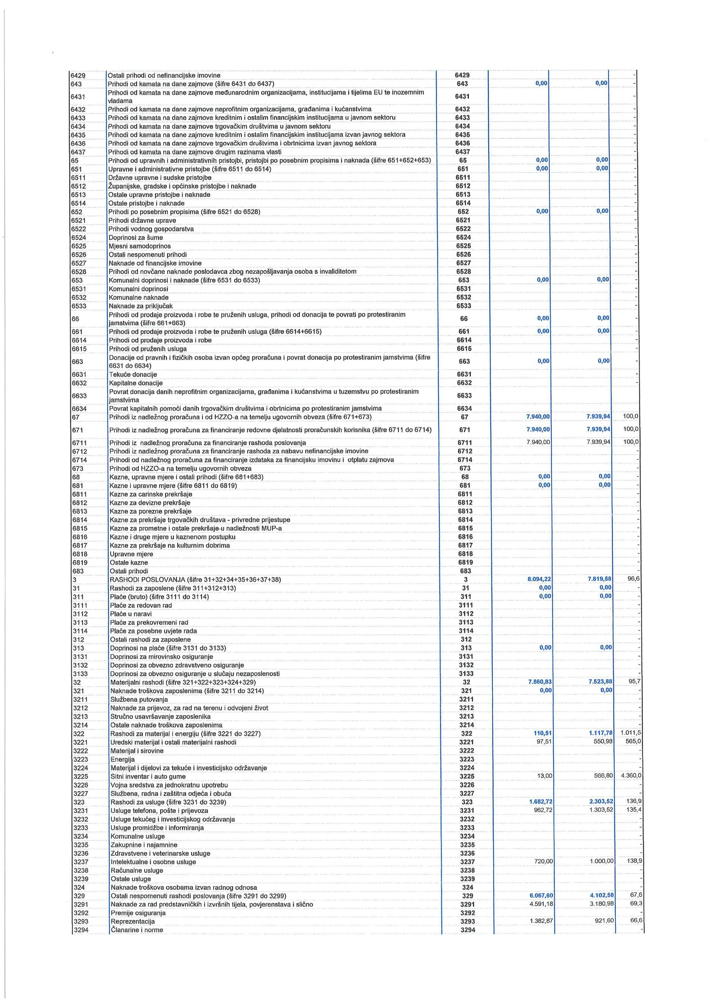 6429 Ostali prihodi od nefinancijske imovine 6429 -
643 Prihodi od kamata na dane zajmove (šifre 6431 do 6437) 643 0,00 0,00 -
6431 Prihodi od kamata na dane zajmove međunarodnim organizacijama, institucijama i tijelima EU te inozemnim
vladama 6431 -
6432 Prihodi od kamata na dane zajmove neprofitnim organizacijama, građanima i kućanstvima 6432 -
6433 Prihodi od kamata na dane zajmove kreditnim i ostalim financijskim institucijama u javnom sektoru 6433 -
6434 Prihodi od kamata na dane zajmove trgovačkim društvima u javnom sektoru 6434 -
6435 Prihodi od kamata na dane zajmove kreditnim i ostalim financijskim institucijama izvan javnog sektora 6435 -
6436 Prihodi od kamata na dane zajmove trgovačkim društvima i obrtnicima izvan javnog sektora 6436 -
6437 Prihodi od kamata na dane zajmove drugim razinama vlasti 6437 -
65 Prihodi od upravnih i administrativnih pristojbi, pristojbi po posebnim propisima i naknada (šifre 651+652+653) 65 0,00 0,00 -
651 Upravne i administrativne pristojbe (šifre 6511 do 6514) 651 0,00 0,00 -
6511 Državne upravne i sudske pristojbe 6511 -
6512 Županijske, gradske i općinske pristojbe i naknade 6512 -
6513 Ostale upravne pristojbe i naknade 6513 -
6514 Ostale pristojbe i naknade 6514 -
652 Prihodi po posebnim propisima (šifre 6521 do 6528) 652 0,00 0,00 -
6521 Prihodi državne uprave 6521 -
6522 Prihodi vodnog gospodarstva 6522 -
6524 Doprinosi za šume 6524 -
6525 Mjesni samodoprinos 6525 -
6526 Ostali nespomenuti prihodi 6526 -
6527 Naknade od financijske imovine 6527 -
6528 Prihodi od novčane naknade poslodavca zbog nezapošljavanja osoba s invaliditetom 6528 -
653 Komunalni doprinosi i naknade (šifre 6531 do 6533) 653 0,00 0,00 -
6531 Komunalni doprinosi 6531 -
6532 Komunalne naknade 6532 -
6533 Naknade za priključak 6533 -
66 Prihodi od prodaje proizvoda i robe te pruženih usluga, prihodi od donacija te povrati po protestiranim
jamstvima (šifre 661+663) 66 0,00 0,00 -
661 Prihodi od prodaje proizvoda i robe te pruženih usluga (šifre 6614+6615) 661 0,00 0,00 -
6614 Prihodi od prodaje proizvoda i robe 6614 -
6615 Prihodi od pruženih usluga 6615 -
663 Donacije od pravnih i fizičkih osoba izvan općeg proračuna i povrat donacija po protestiranim jamstvima (šifre
6631 do 6634) 663 0,00 0,00 -
6631 Tekuće donacije 6631 -
6632 Kapitalne donacije 6632 -
6633 Povrat donacija danih neprofitnim organizacijama, građanima i kućanstvima u tuzemstvu po protestiranim
jamstvima 6633
6634 Povrat kapitalnih pomoći danih trgovačkim društvima i obrtnicima po protestiranim jamstvima 6634 -
67 Prihodi iz nadležnog proračuna i od HZZO-a na temelju ugovornih obveza (šifre 671+673) 67 7.940,00 7.939,94 100,0
671 Prihodi iz nadležnog proračuna za financiranje redovne djelatnosti proračunskih korisnika (šifre 6711 do 6714) 671 7.940,00 7.939,94 100,0
6711 Prihodi iz nadležnog proračuna za financiranje rashoda poslovanja 6711 7.940,00 7.939,94 100,0
6712 Prihodi iz nadležnog proračuna za financiranje rashoda za nabavu nefinancijske imovine 6712 -
6714 Prihodi od nadležnog proračuna za financiranje izdataka za financijsku imovinu i otplatu zajmova 6714 -
673 Prihodi od HZZO-a na temelju ugovornih obveza 673 -
68 Kazne, upravne mjere i ostali prihodi (šifre 681+683) 68 0,00 0,00 -
681 Kazne i upravne mjere (šifre 6811 do 6819) 681 0,00 0,00 -
6811 Kazne za carinske prekršaje 6811 -
6812 Kazne za devizne prekršaje 6812 -
6813 Kazne za porezne prekršaje 6813 -
6814 Kazne za prekršaje trgovačkih društava - privredne prijestupe 6814 -
6815 Kazne za prometne i ostale prekršaje u nadležnosti MUP-a 6815 -
6816 Kazne i druge mjere u kaznenom postupku 6816 -
6817 Kazne za prekršaje na kulturnim dobrima 6817 -
6818 Upravne mjere 6818 -
6819 Ostale kazne 6819 -
683 Ostali prihodi 683 -
3 RASHODI POSLOVANJA (šifre 31+32+34+35+36+37+38) 3 8.094,22 7.819,58 96,6
31 Rashodi za zaposlene (šifre 311+312+313) 31 0,00 0,00 -
311 Plaće (bruto) (šifre 3111 do 3114) 311 0,00 0,00 -
3111 Plaće za redovan rad 3111 -
3112 Plaće u naravi 3112 -
3113 Plaće za prekovremeni rad 3113 -
3114 Plaće za posebne uvjete rada 3114 -
312 Ostali rashodi za zaposlene 312 -
313 Doprinosi na plaće (šifre 3131 do 3133) 313 0,00 0,00 -
3131 Doprinosi za mirovinsko osiguranje 3131 -
3132 Doprinosi za obvezno zdravstveno osiguranje 3132 -
3133 Doprinosi za obvezno osiguranje u slučaju nezaposlenosti 3133 -
32 Materijalni rashodi (šifre 321+322+323+324+329) 32 7.860,83 7.523,88 95,7
321 Naknade troškova zaposlenima (šifre 3211 do 3214) 321 0,00 0,00 -
3211 Službena putovanja 3211 -
3212 Naknade za prijevoz, za rad na terenu i odvojeni život 3212 -
3213 Stručno usavršavanje zaposlenika 3213 -
3214 Ostale naknade troškova zaposlenima 3214 -
322 Rashodi za materijal i energiju (šifre 3221 do 3227) 322 110,51 1.117,78 1.011,5
3221 Uredski materijal i ostali materijalni rashodi 3221 97,51 550,98 565,0
3222 Materijal i sirovine 3222 -
3223 Energija 3223 -
3224 Materijal i dijelovi za tekuće i investicijsko održavanje 3224 -
3225 Sitni inventar i auto gume 3225 13,00 566,80 4.360,0
3226 Vojna sredstva za jednokratnu upotrebu 3226 -
3227 Službena, radna i zaštitna odjeća i obuća 3227 -
323 Rashodi za usluge (šifre 3231 do 3239) 323 1.682,72 2.303,52 136,9
3231 Usluge telefona, pošte i prijevoza 3231 962,72 1.303,52 135,4
3232 Usluge tekućeg i investicijskog održavanja 3232 -
3233 Usluge promidžbe i informiranja 3233 -
3234 Komunalne usluge 3234 -
3235 Zakupnine i najamnine 3235 -
3236 Zdravstvene i veterinarske usluge 3236 -
3237 Intelektualne i osobne usluge 3237 720,00 1.000,00 138,9
3238 Računalne usluge 3238 -
3239 Ostale usluge 3239 -
324 Naknade troškova osobama izvan radnog odnosa 324 -
329 Ostali nespomenuti rashodi poslovanja (šifre 3291 do 3299) 329 6.067,60 4.102,58 67,6
3291 Naknade za rad predstavničkih i izvršnih tijela, povjerenstava i slično 3291 4.591,18 3.180,98 69,3
3292 Premije osiguranja 3292 -
3293 Reprezentacija 3293 1.382,87 921,60 66,6
3294 Članarine i norme 3294 -